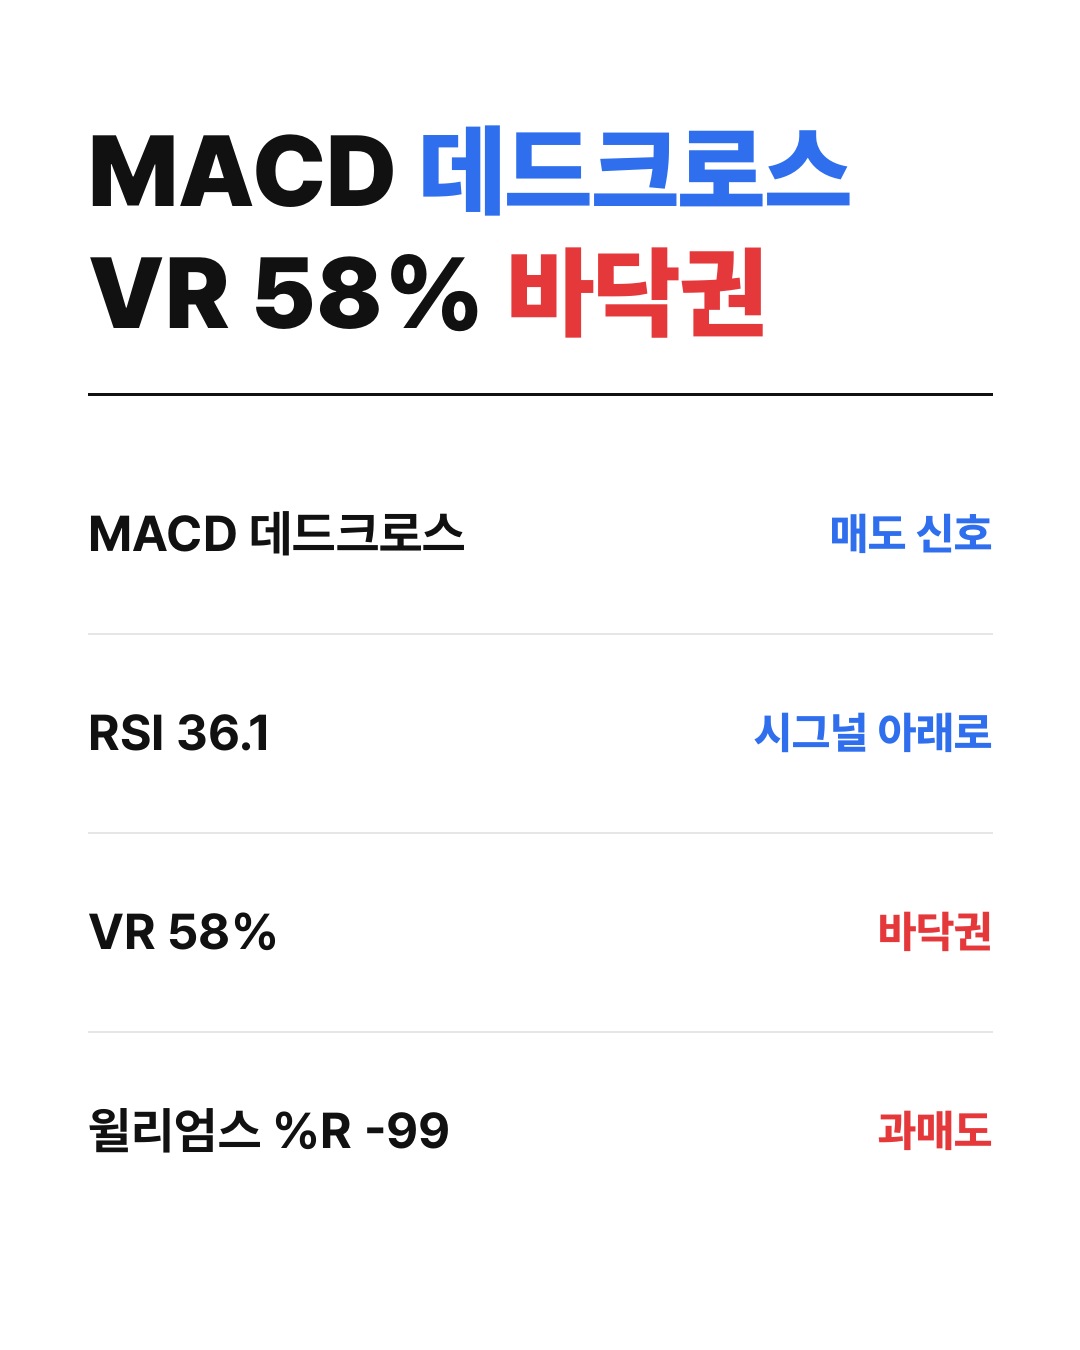 MACD 데드크로스
VR 58% 바닥권
MACD 데드크로스 매도 신호
RSI 36.1 시그널 아래로
VR 58% 바닥권
윌리엄스 %R -99 과매도